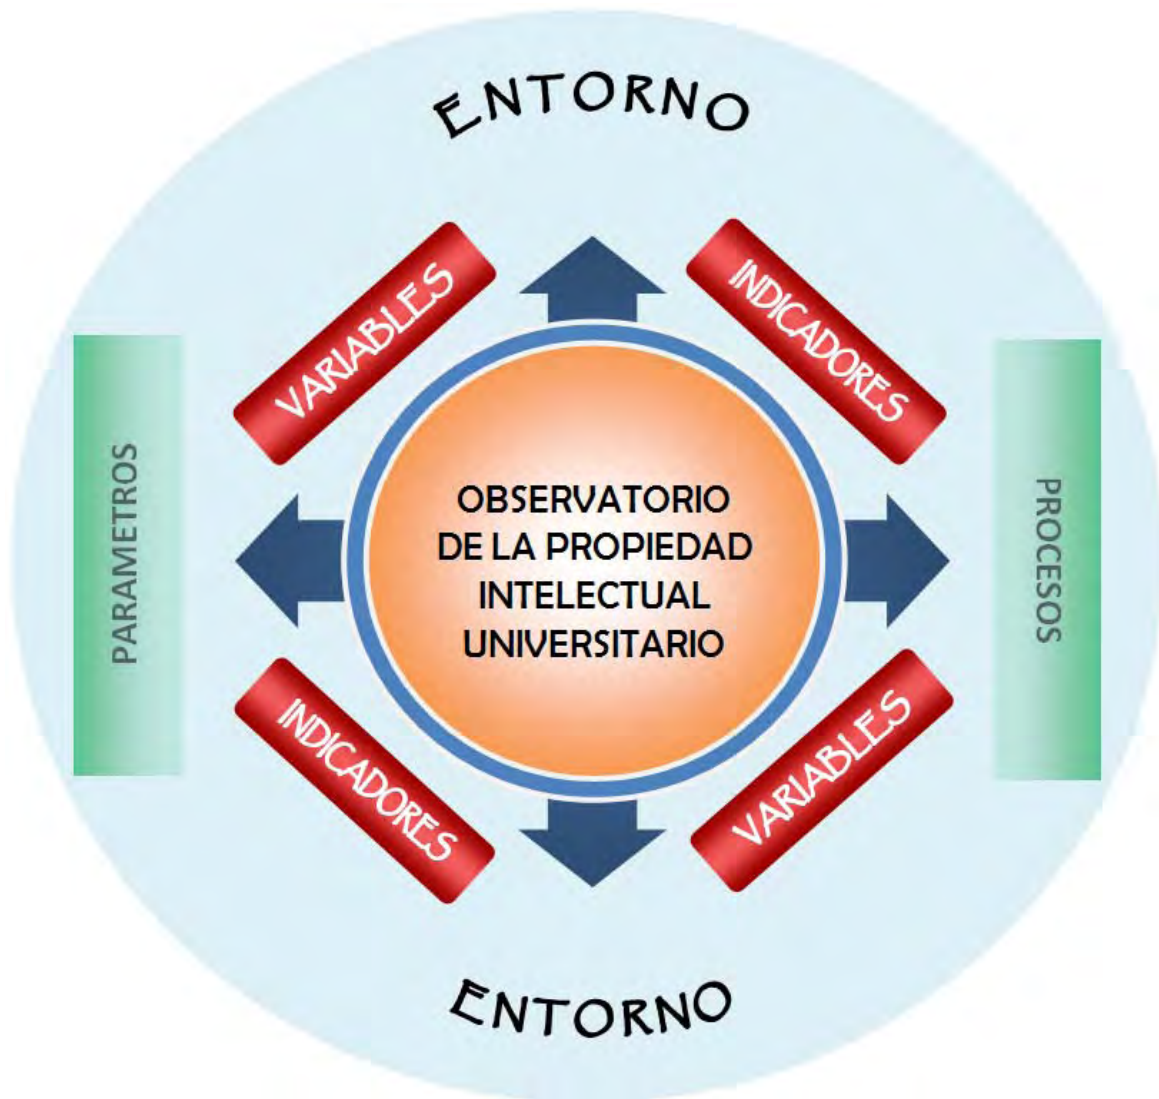 ENTORNO
VARIABLES
INDICADORES
PARAMETROS
OBSERVATORIO
DE LA PROPIEDAD
INTELECTUAL
UNIVERSITARIO
PROCESOS
INDICADORES
VARIABLES
ENTORNO